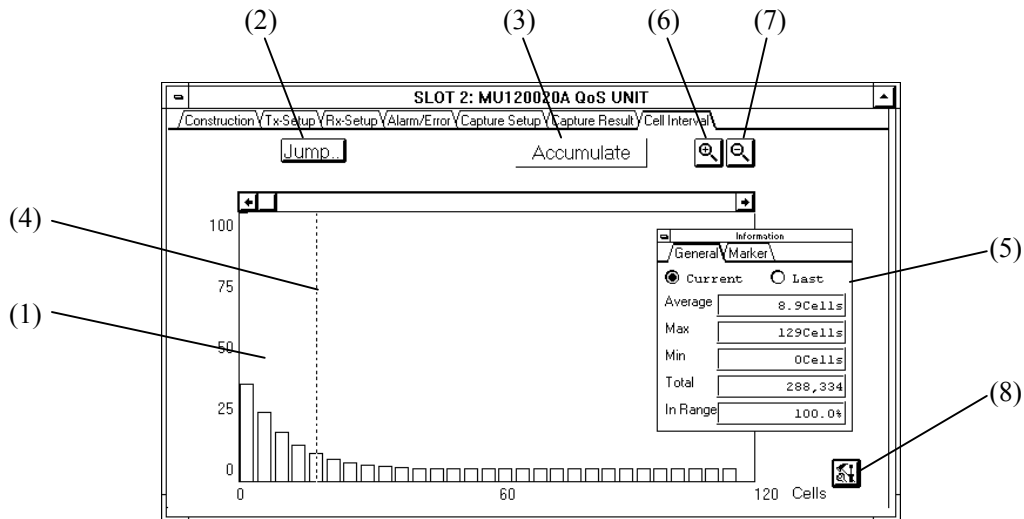 (2) (3) (6) (7)
SLOT 2: MU120020A QoS UNIT
Construction Tx-Setup Rx-Setup Alarm/Error Capture Setup Capture Result Cell Interval
Jump.. Accumulate
(4)
(1)
100
75
50
25
0
0 60 120 Cells
Information
General Marker
Current Last
Average 8.9Cells
Max 129Cells
Min 0Cells
Total 288,334
In Range 100.0%
(5)
(8)